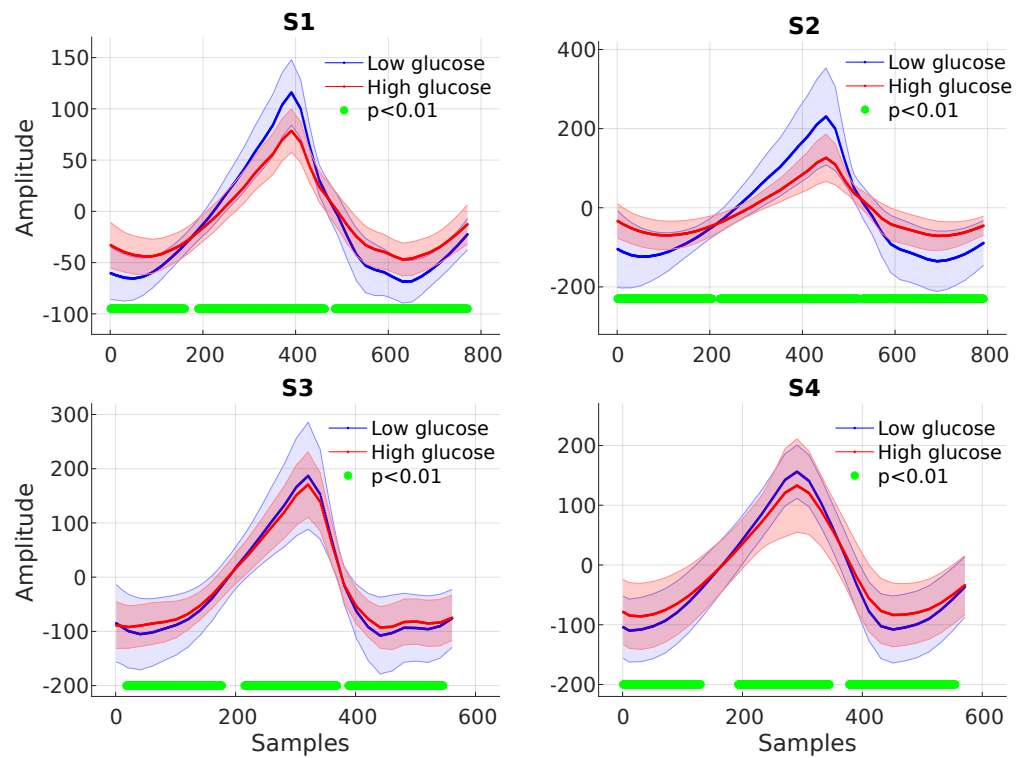 S1
150
100
50
0
-50
-100
Amplitude
Low glucose
High glucose
p<0.01
0
200
400
600
800
S2
400
200
0
-200
Low glucose
High glucose
p<0.01
0
200
400
600
800
S3
300
200
100
0
-100
-200
Amplitude
Low glucose
High glucose
p<0.01
0
200
400
600
Samples
S4
200
100
0
-100
-200
Low glucose
High glucose
p<0.01
0
200
400
600
Samples